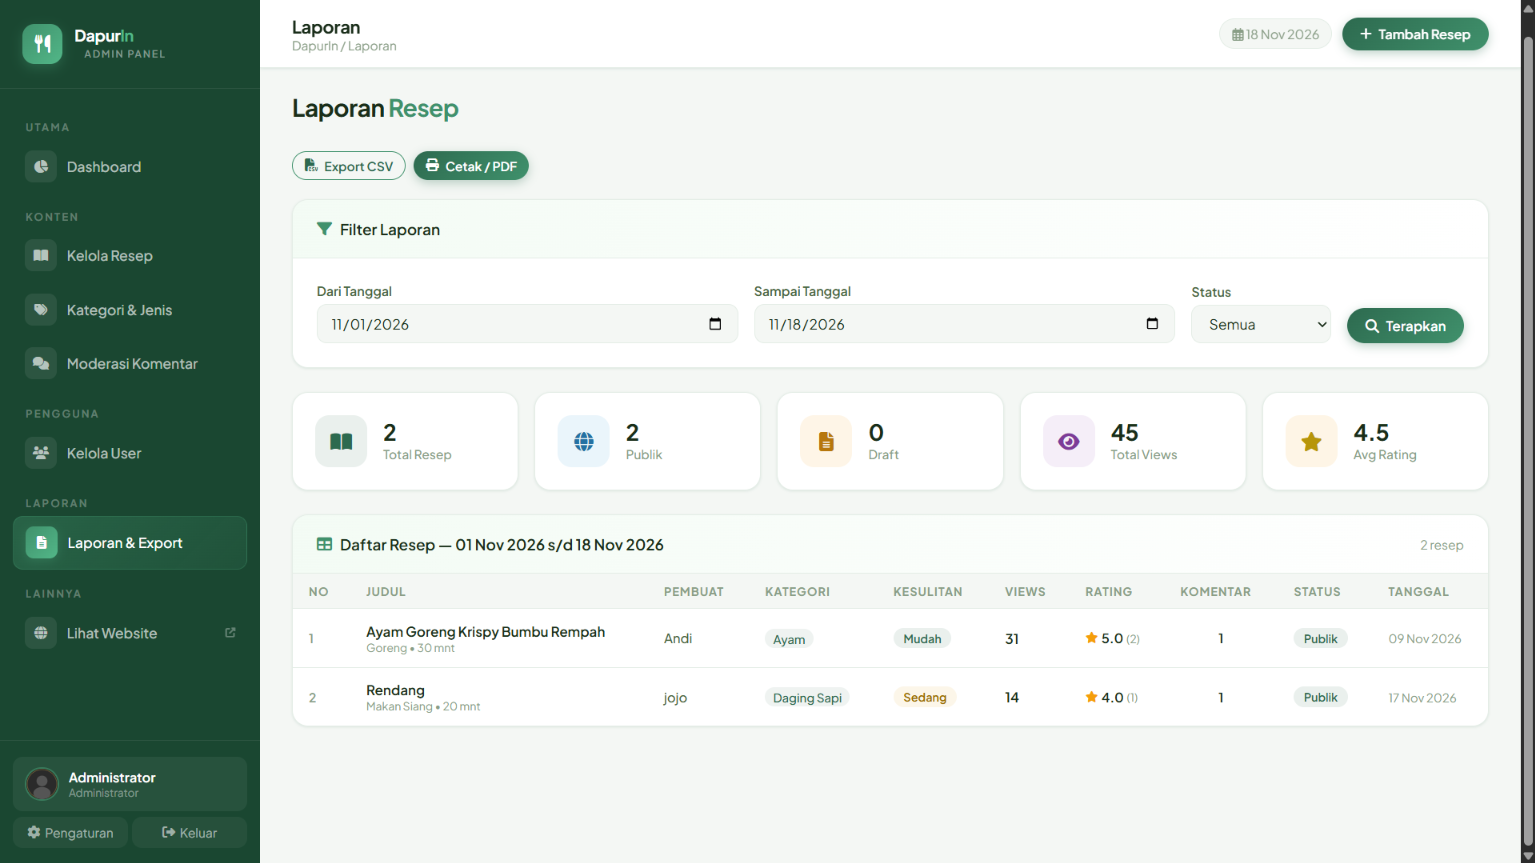 DapurIn
ADMIN PANEL
UTAMA
Dashboard
KONTEN
Kelola Resep
Kategori & Jenis
Moderasi Komentar
PENGGUNA
Kelola User
LAPORAN
Laporan & Export
LAINNYA
Lihat Website
Administrator
Administrator
Pengaturan
Keluar
Laporan
DapurIn / Laporan
18 Nov 2026
+ Tambah Resep
Laporan Resep
Export CSV
Cetak / PDF
Filter Laporan
Dari Tanggal
11/01/2026
Sampai Tanggal
11/18/2026
Status
Semua
Terapkan
2
Total Resep
2
Publik
0
Draft
45
Total Views
4.5
Avg Rating
Daftar Resep — 01 Nov 2026 s/d 18 Nov 2026
2 resep
NO JUDUL PEMBUAT KATEGORI KESULITAN VIEWS RATING KOMENTAR STATUS TANGGAL
1 Ayam Goreng Krispy Bumbu Rempah Andi Ayam Mudah 31 5.0 (2) 1 Publik 09 Nov 2026
Goreng • 30 mnt
2 Rendang jojo Daging Sapi Sedang 14 4.0 (1) 1 Publik 17 Nov 2026
Makan Siang • 20 mnt